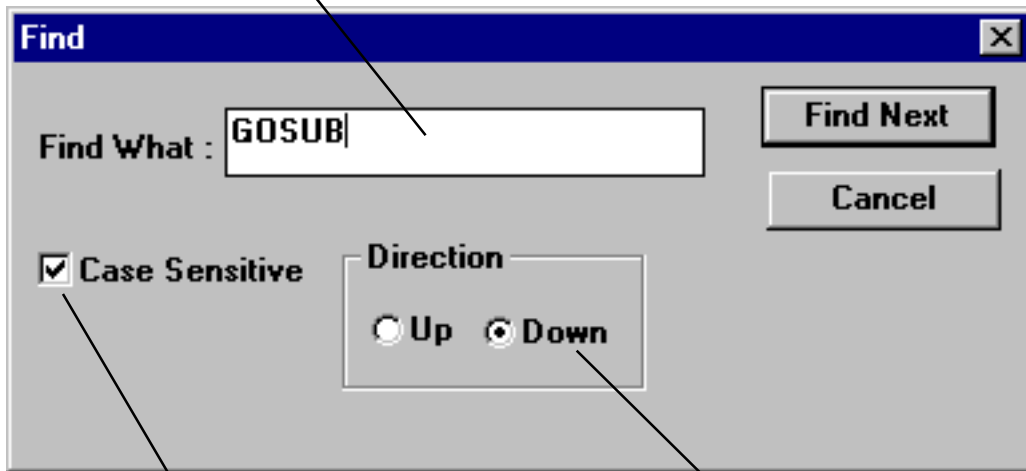 Find
Find What :
GOSUB
Find Next
Cancel
Case Sensitive
Direction
Up
Down